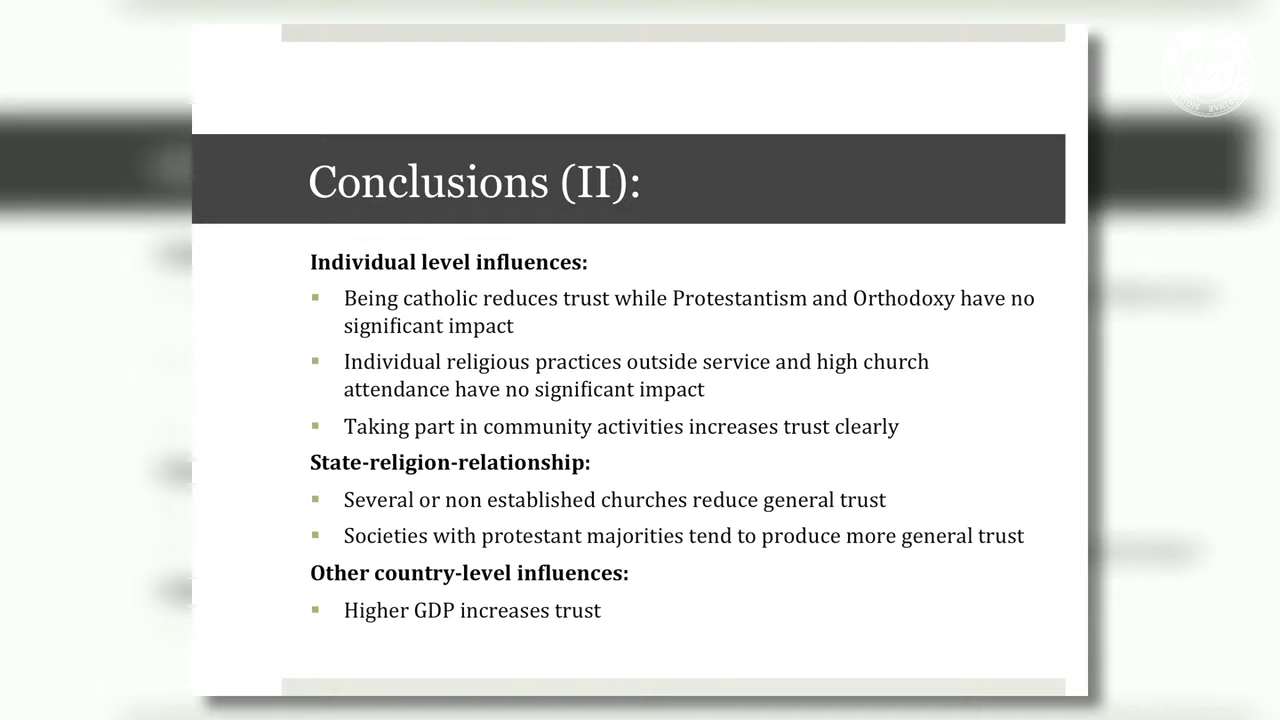 Conclusions (II):
Individual level influences:
▪ Being catholic reduces trust while Protestantism and Orthodoxy have no
significant impact
▪ Individual religious practices outside service and high church
attendance have no significant impact
▪ Taking part in community activities increases trust clearly
State-religion-relationship:
▪ Several or non established churches reduce general trust
▪ Societies with protestant majorities tend to produce more general trust
Other country-level influences:
▪ Higher GDP increases trust